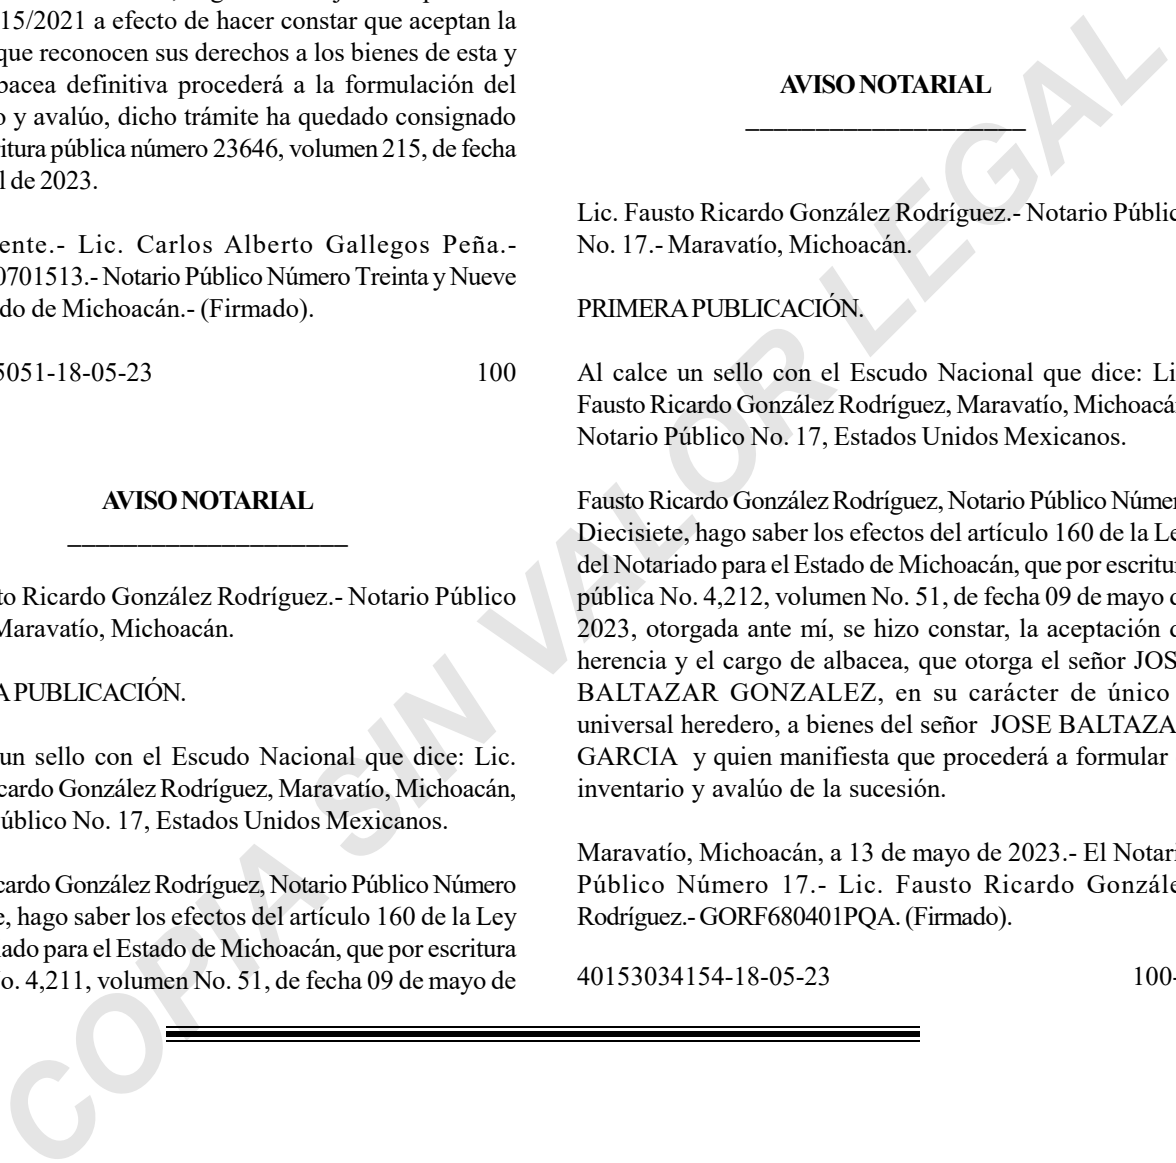 15/2021 a efecto de hacer constar que aceptan la
que reconocen sus derechos a los bienes de esta y
bacea definitiva procederá a la formulación del
o y avalúo, dicho trámite ha quedado consignado
ritura pública número 23646, volumen 215, de fecha
l de 2023.
ente.- Lic. Carlos Alberto Gallegos Peña.-
0701513.- Notario Público Número Treinta y Nueve
do de Michoacán.- (Firmado).
5051-18-05-23 100
AVISO NOTARIAL
to Ricardo González Rodríguez.- Notario Público
Maravatío, Michoacán.
A PUBLICACIÓN.
un sello con el Escudo Nacional que dice: Lic.
cardo González Rodríguez, Maravatío, Michoacán,
úblico No. 17, Estados Unidos Mexicanos.
cardo González Rodríguez, Notario Público Número
e, hago saber los efectos del artículo 160 de la Ley
iado para el Estado de Michoacán, que por escritura
o. 4,211, volumen No. 51, de fecha 09 de mayo de
AVISO NOTARIAL
Lic. Fausto Ricardo González Rodríguez.- Notario Públic
No. 17.- Maravatío, Michoacán.
PRIMERA PUBLICACIÓN.
Al calce un sello con el Escudo Nacional que dice: Li
Fausto Ricardo González Rodríguez, Maravatío, Michoacá
Notario Público No. 17, Estados Unidos Mexicanos.
Fausto Ricardo González Rodríguez, Notario Público Númer
Diecisiete, hago saber los efectos del artículo 160 de la Le
del Notariado para el Estado de Michoacán, que por escritu
pública No. 4,212, volumen No. 51, de fecha 09 de mayo d
2023, otorgada ante mí, se hizo constar, la aceptación d
herencia y el cargo de albacea, que otorga el señor JOS
BALTAZAR GONZALEZ, en su carácter de único
universal heredero, a bienes del señor JOSE BALTAZA
GARCIA y quien manifiesta que procederá a formular
inventario y avalúo de la sucesión.
Maravatío, Michoacán, a 13 de mayo de 2023.- El Notari
Público Número 17.- Lic. Fausto Ricardo Gonzále
Rodríguez.- GORF680401PQA. (Firmado).
40153034154-18-05-23 100-
COPIA SIN VALOR LEGAL